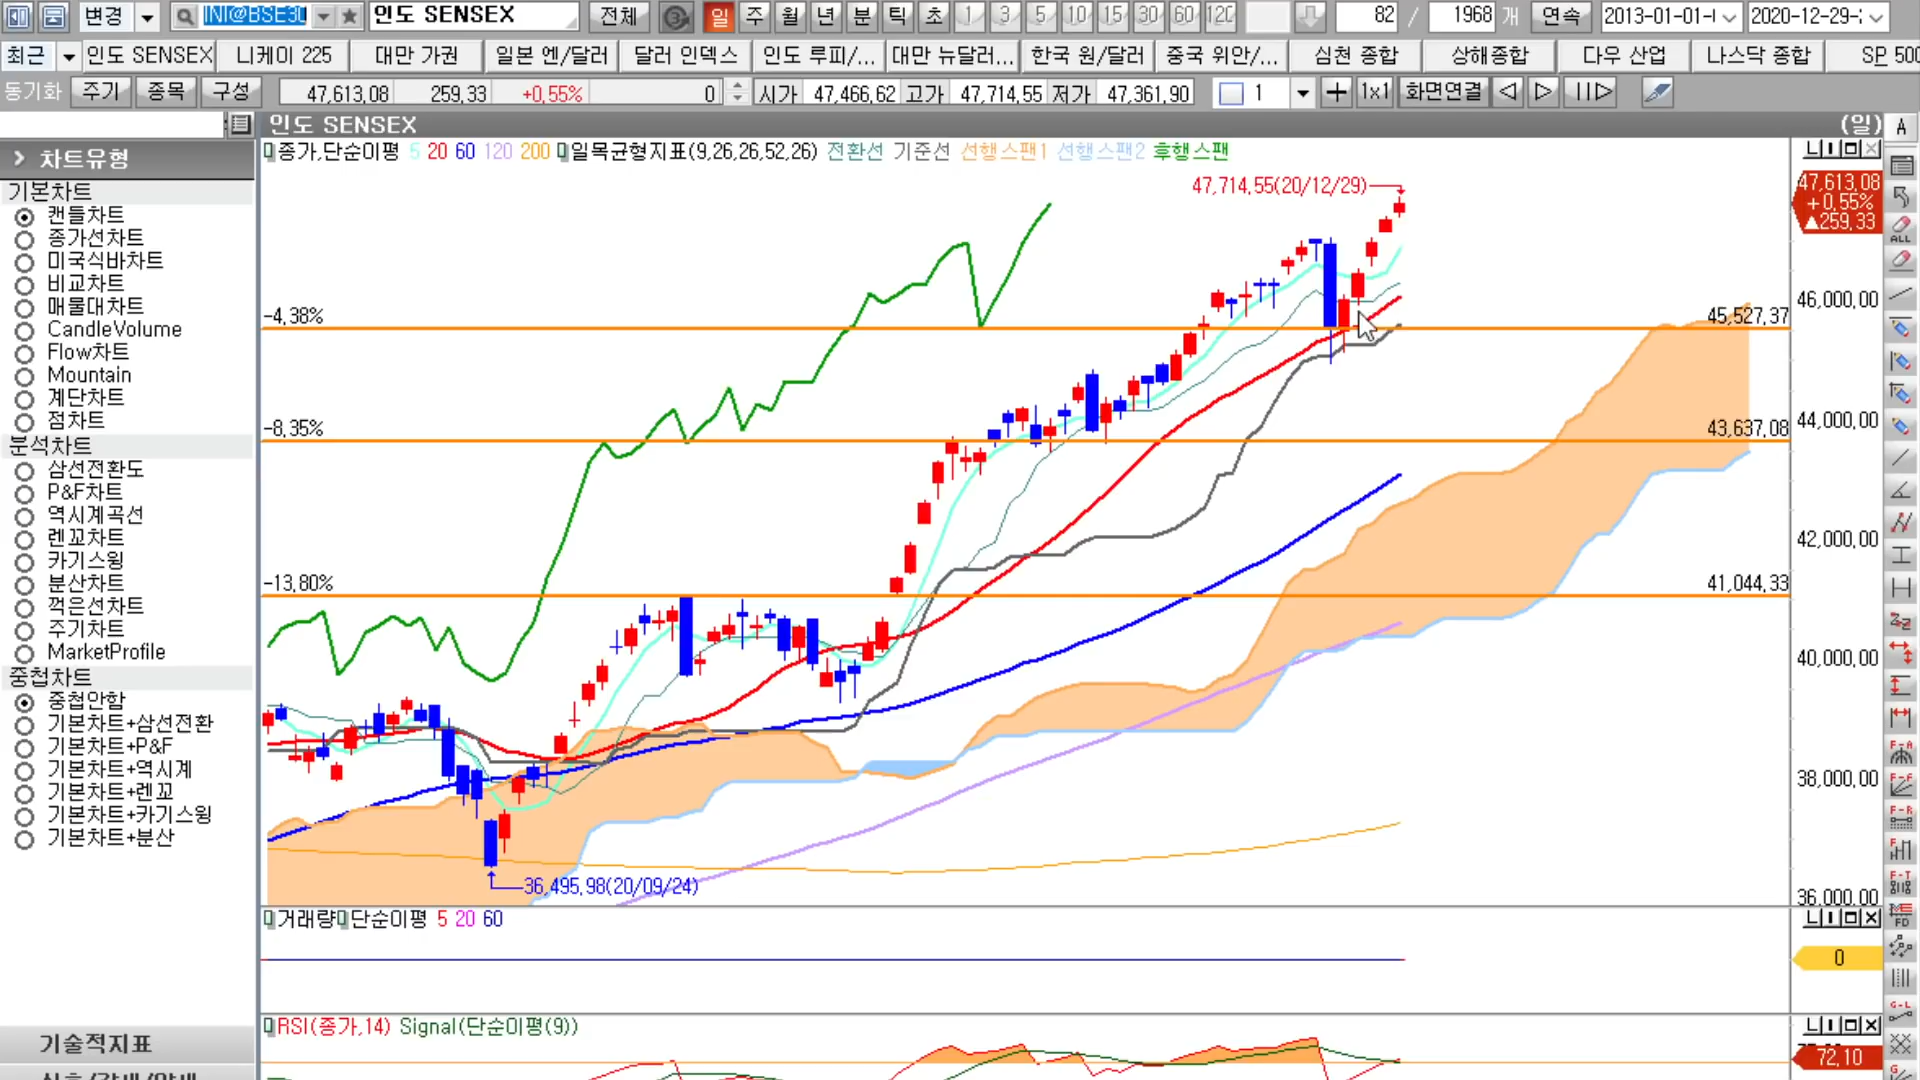 변경 INI@BSE30 인도 SENSEX 전체 일 주 월 년 분 틱 초 1 3 5 10 15 30 60 120 82 / 1968 개 연속 2013-01-01 2020-12-29
최근 인도 SENSEX 니케이 225 대만 가권 일본 엔/달러 달러 인덱스 인도 루피/... 대만 뉴달러... 한국 원/달러 중국 위안/... 심천 종합 상해종합 다우 산업 나스닥 종합 SP 500
동기화 주기 종목 구성 47,613,08 259,33 +0,55% 0 시가 47,466,62 고가 47,714,55 저가 47,361,90 1 1x1 화면연결
인도 SENSEX (일) A
차트유형
종가,단순이평 5 20 60 120 200 일목균형지표(9,26,26,52,26) 전환선 기준선 선행스팬1 선행스팬2 후행스팬
기본차트
캔들차트
종가선차트
미국식바차트
비교차트
매물대차트
CandleVolume
Flow차트
Mountain
계단차트
점차트
분석차트
삼선전환도
P&F차트
역시계곡선
렌꼬차트
카기스윙
분산차트
꺽은선차트
주기차트
MarketProfile
중첩차트
중첩안함
기본차트+삼선전환
기본차트+P&F
기본차트+역시계
기본차트+렌꼬
기본차트+카기스윙
기본차트+분산
기술적지표
47,714,55(20/12/29)
47,613,08
+0,55%
▲259,33
46,000,00
-4,38% 45,527,37
44,000,00
-8,35% 43,637,08
42,000,00
-13,80% 41,044,33
40,000,00
38,000,00
36,495,98(20/09/24)
36,000,00
거래량 단순이평 5 20 60
0
RSI(종가,14) Signal(단순이평(9))
72,10
ALL